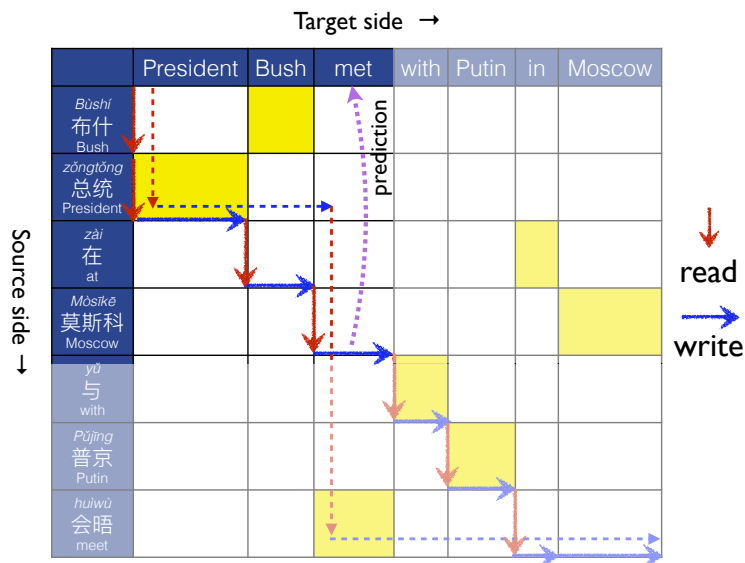 Target side →
President Bush met with Putin in Moscow
Bùshí
布什
Bush
prediction
zǒngtǒng
总统
President
zài
在
at
Mòsīkē
莫斯科
Moscow
yǔ
与
with
Pǔjīng
普京
Putin
huìwù
会晤
meet
Source side →
read
write